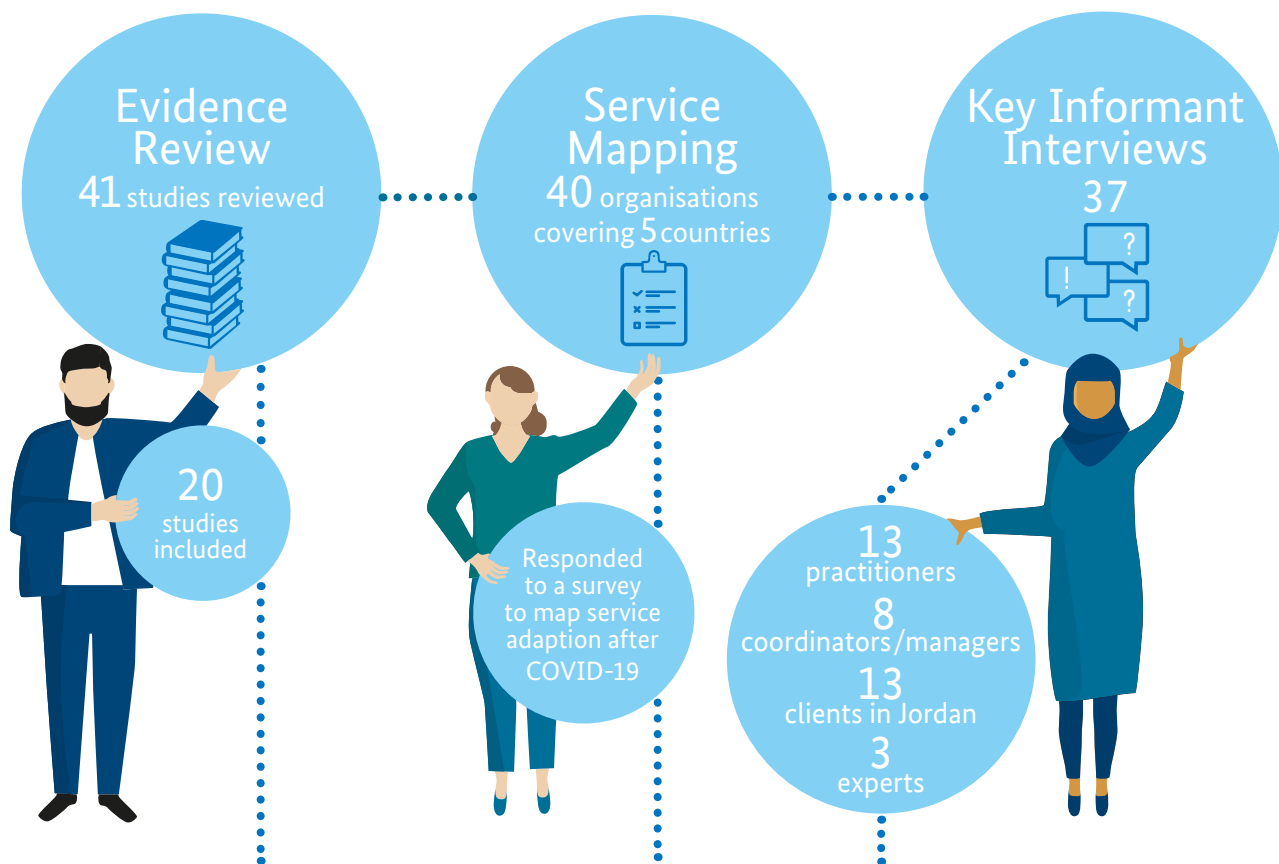 Evidence
Review
41 studies reviewed
20
studies
included
Service
Mapping
40 organisations
covering 5 countries
Responded
to a survey
to map service
adaption after
COVID-19
Key Informant
Interviews
37
?
!
?
13
practitioners
8
coordinators/managers
13
clients in Jordan
3
experts